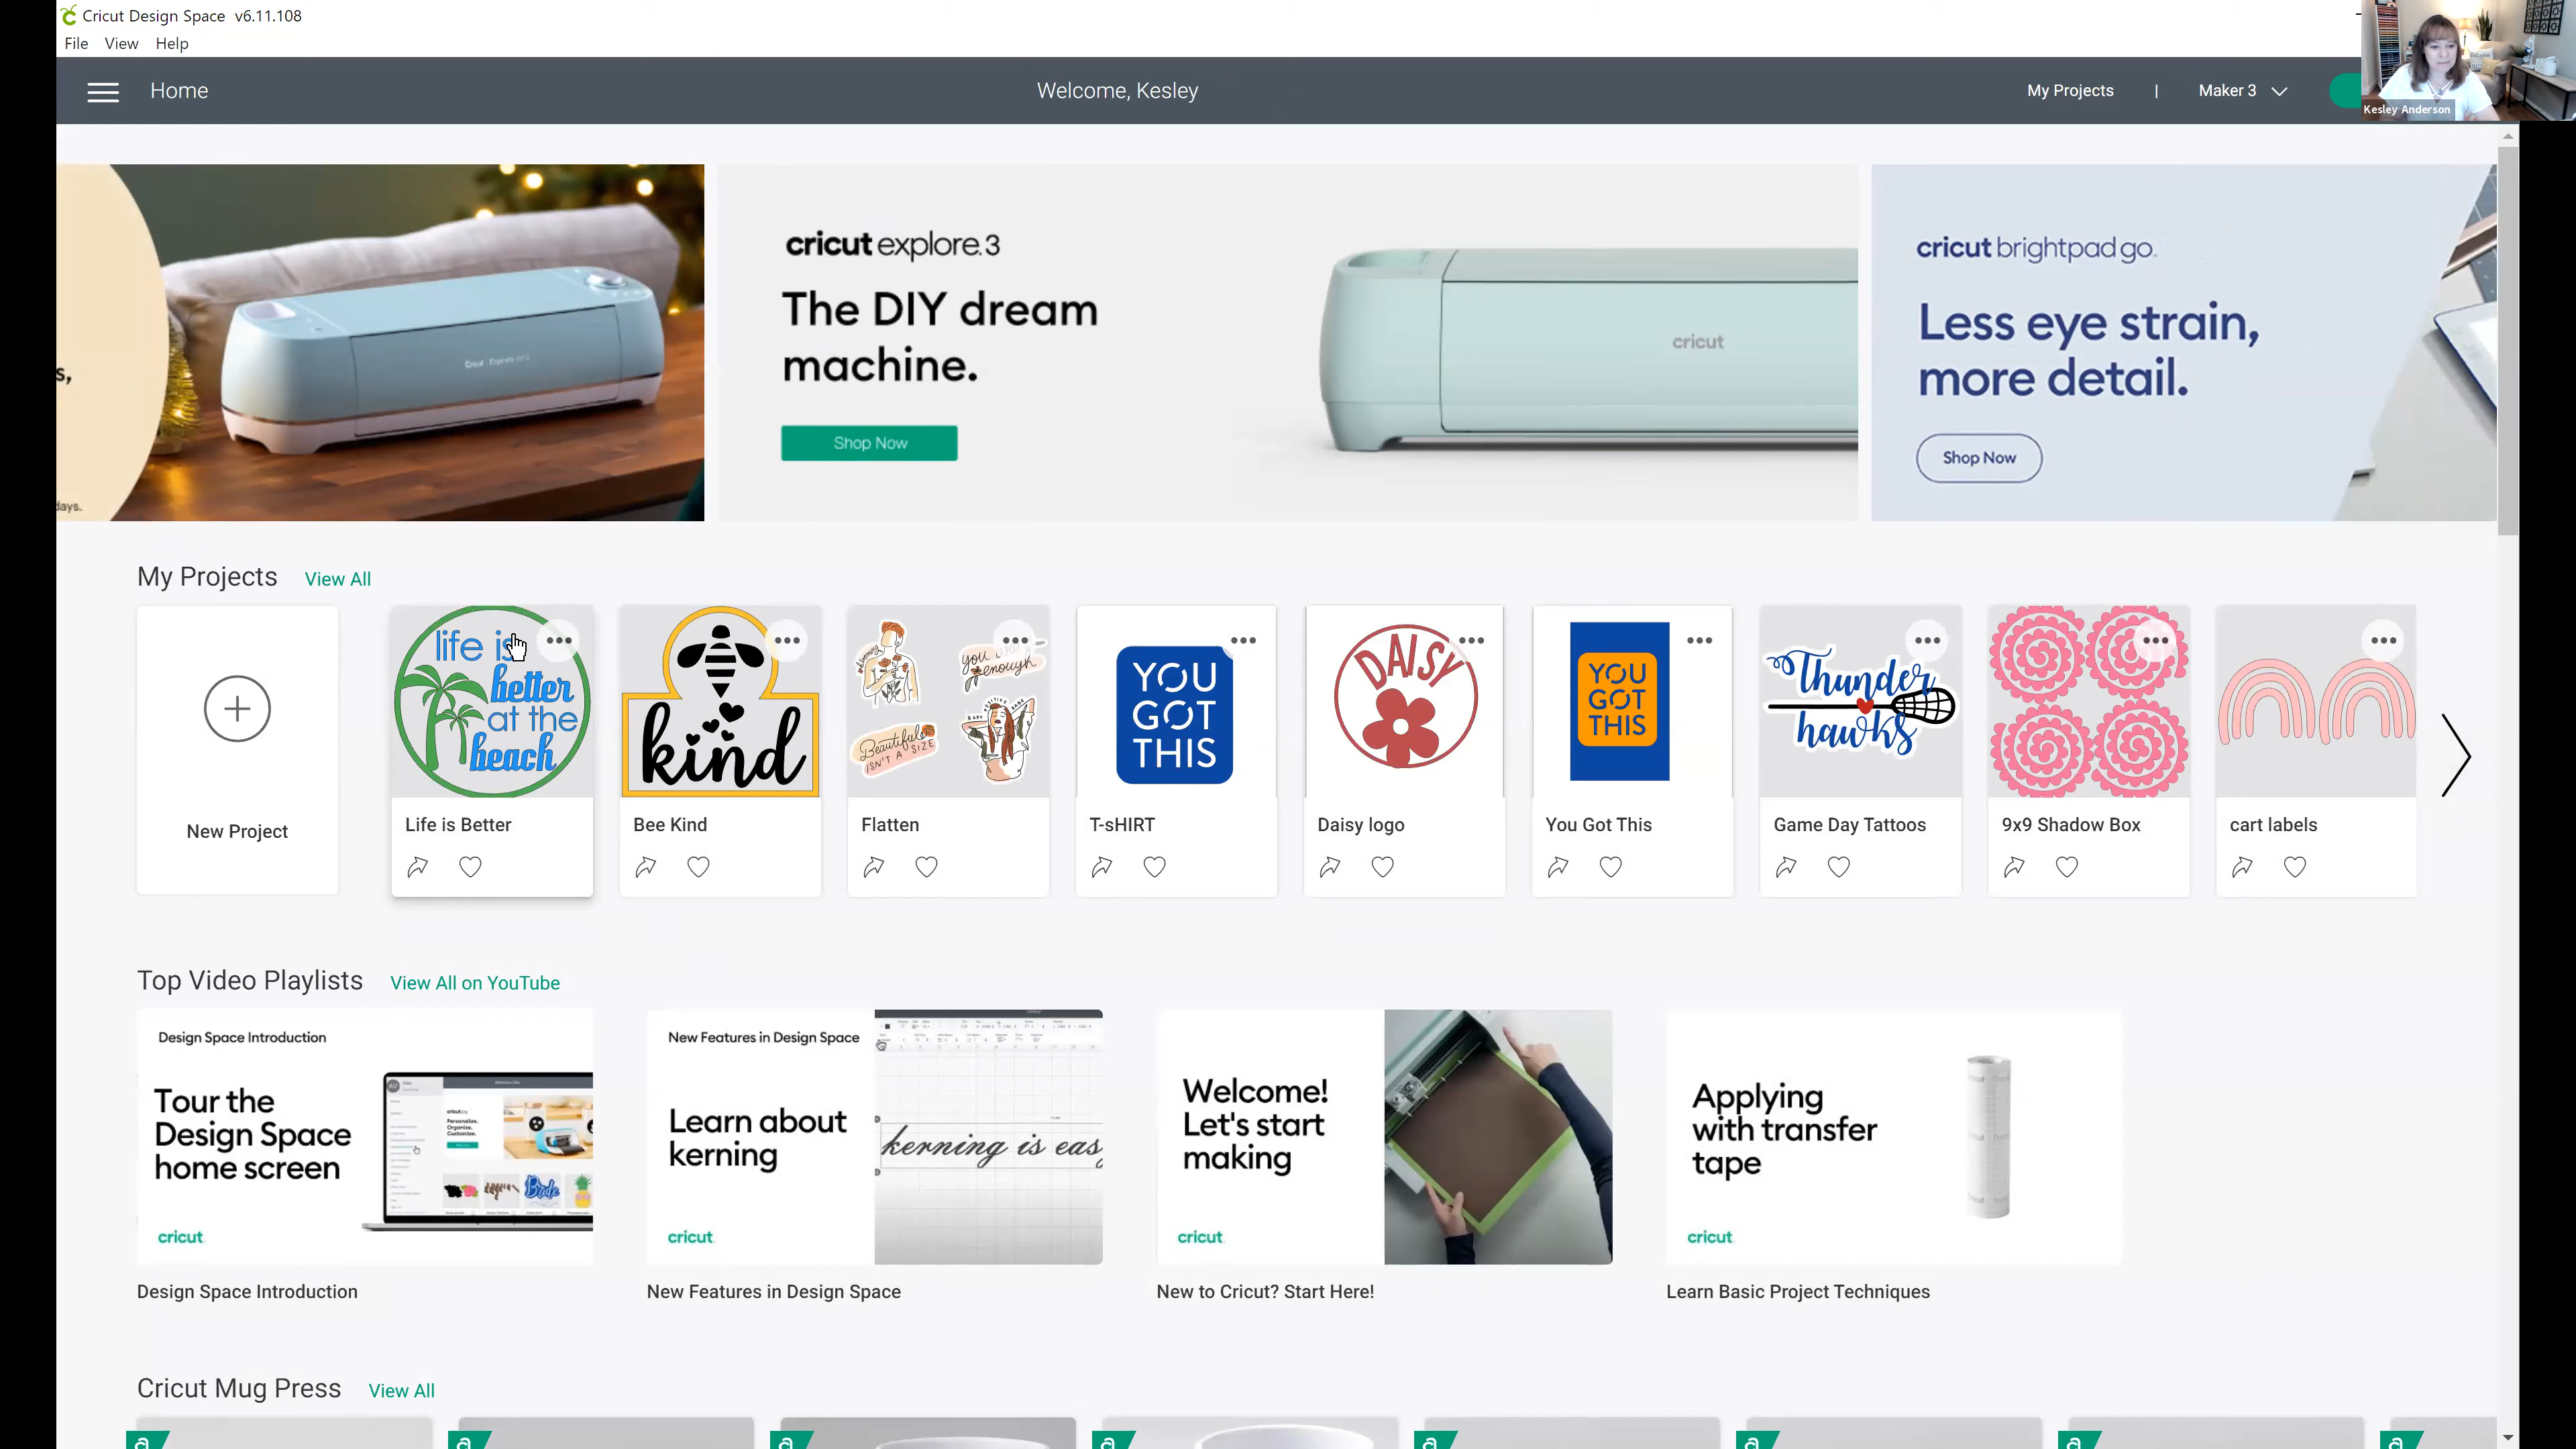 Cricut Design Space v6.11.108
File View Help
Home
Welcome, Kesley
My Projects | Maker 3
Kesley Anderson
s,
days.
cricut explore.3
The DIY dream
machine.
Shop Now
cricut
cricut brightpad go.
Less eye strain,
more detail.
Shop Now
My Projects View All
New Project
life is
better
at the
beach
Life is Better
kind
Bee Kind
you
enough
Beautiful
ISN'T A SIZE
Flatten
YOU
GOT
THIS
T-sHIRT
DAISY
Daisy logo
YOU
GOT
THIS
You Got This
Thunder
hawks
Game Day Tattoos
9x9 Shadow Box
cart labels
Top Video Playlists View All on YouTube
Design Space Introduction
Tour the
Design Space
home screen
cricut
Design Space Introduction
New Features in Design Space
Learn about
kerning
kerning is eas
cricut
New Features in Design Space
Welcome!
Let's start
making
cricut
New to Cricut? Start Here!
Applying
with transfer
tape
cricut
Learn Basic Project Techniques
Cricut Mug Press View All
a a a a a a a a